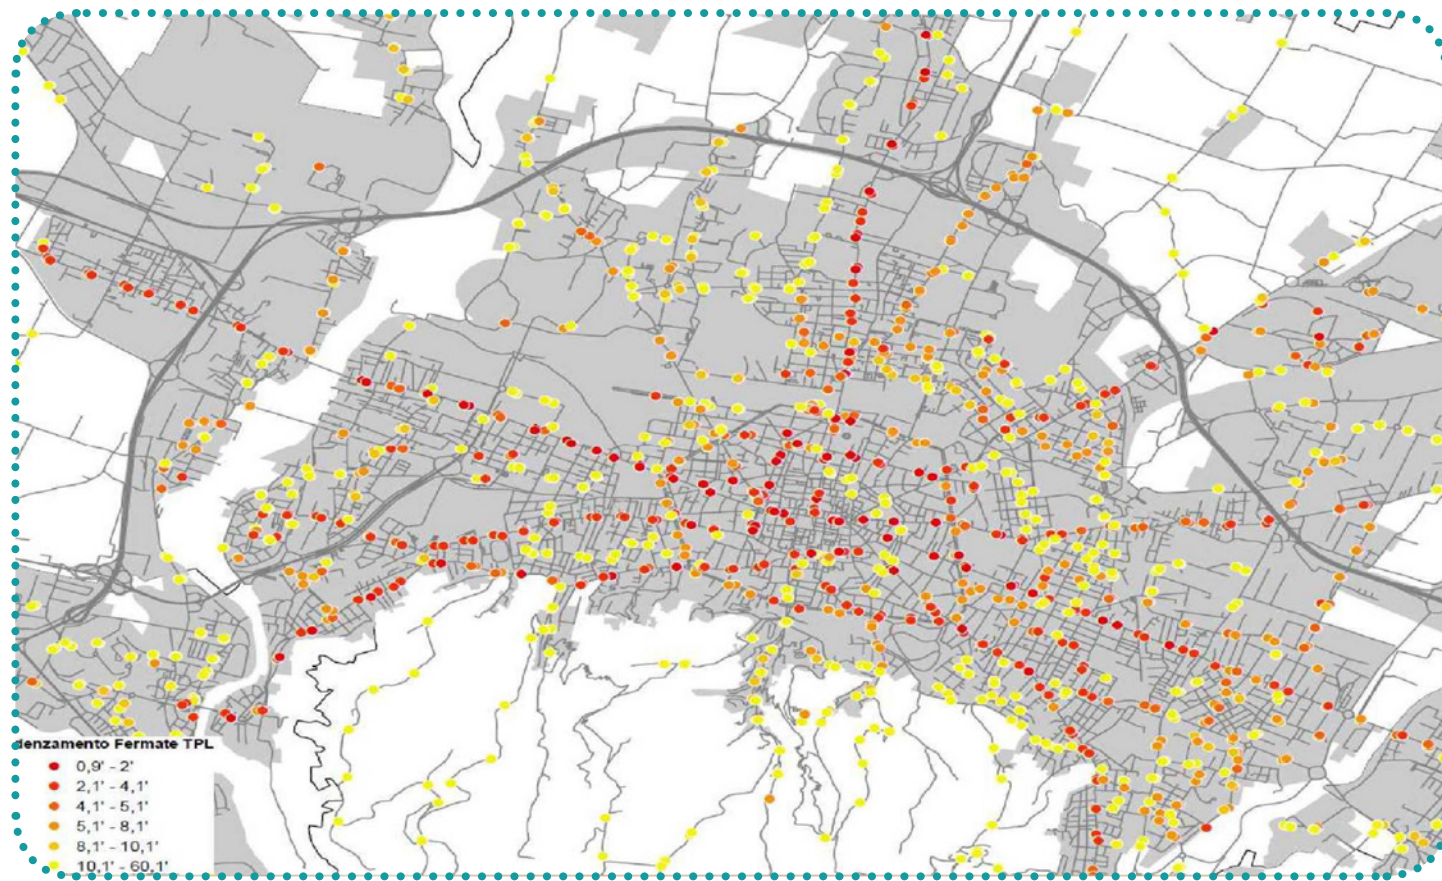 denzamento Fermate TPL
0,9' - 2'
2,1' - 4,1'
4,1' - 5,1'
5,1' - 8,1'
8,1' - 10,1'
10,1' - 60,1'